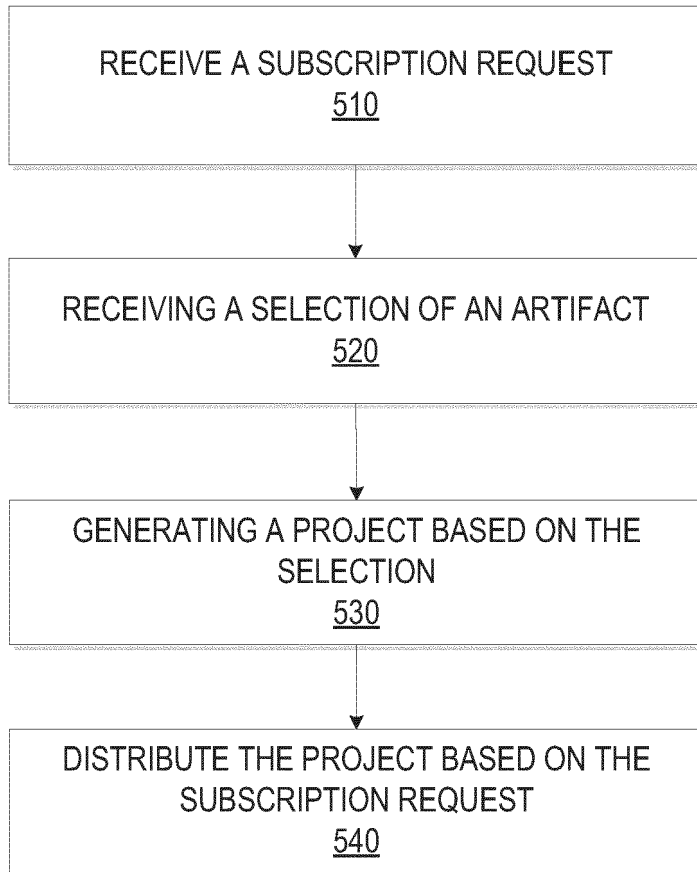 RECEIVE A SUBSCRIPTION REQUEST
510
RECEIVING A SELECTION OF AN ARTIFACT
520
GENERATING A PROJECT BASED ON THE
SELECTION
530
DISTRIBUTE THE PROJECT BASED ON THE
SUBSCRIPTION REQUEST
540